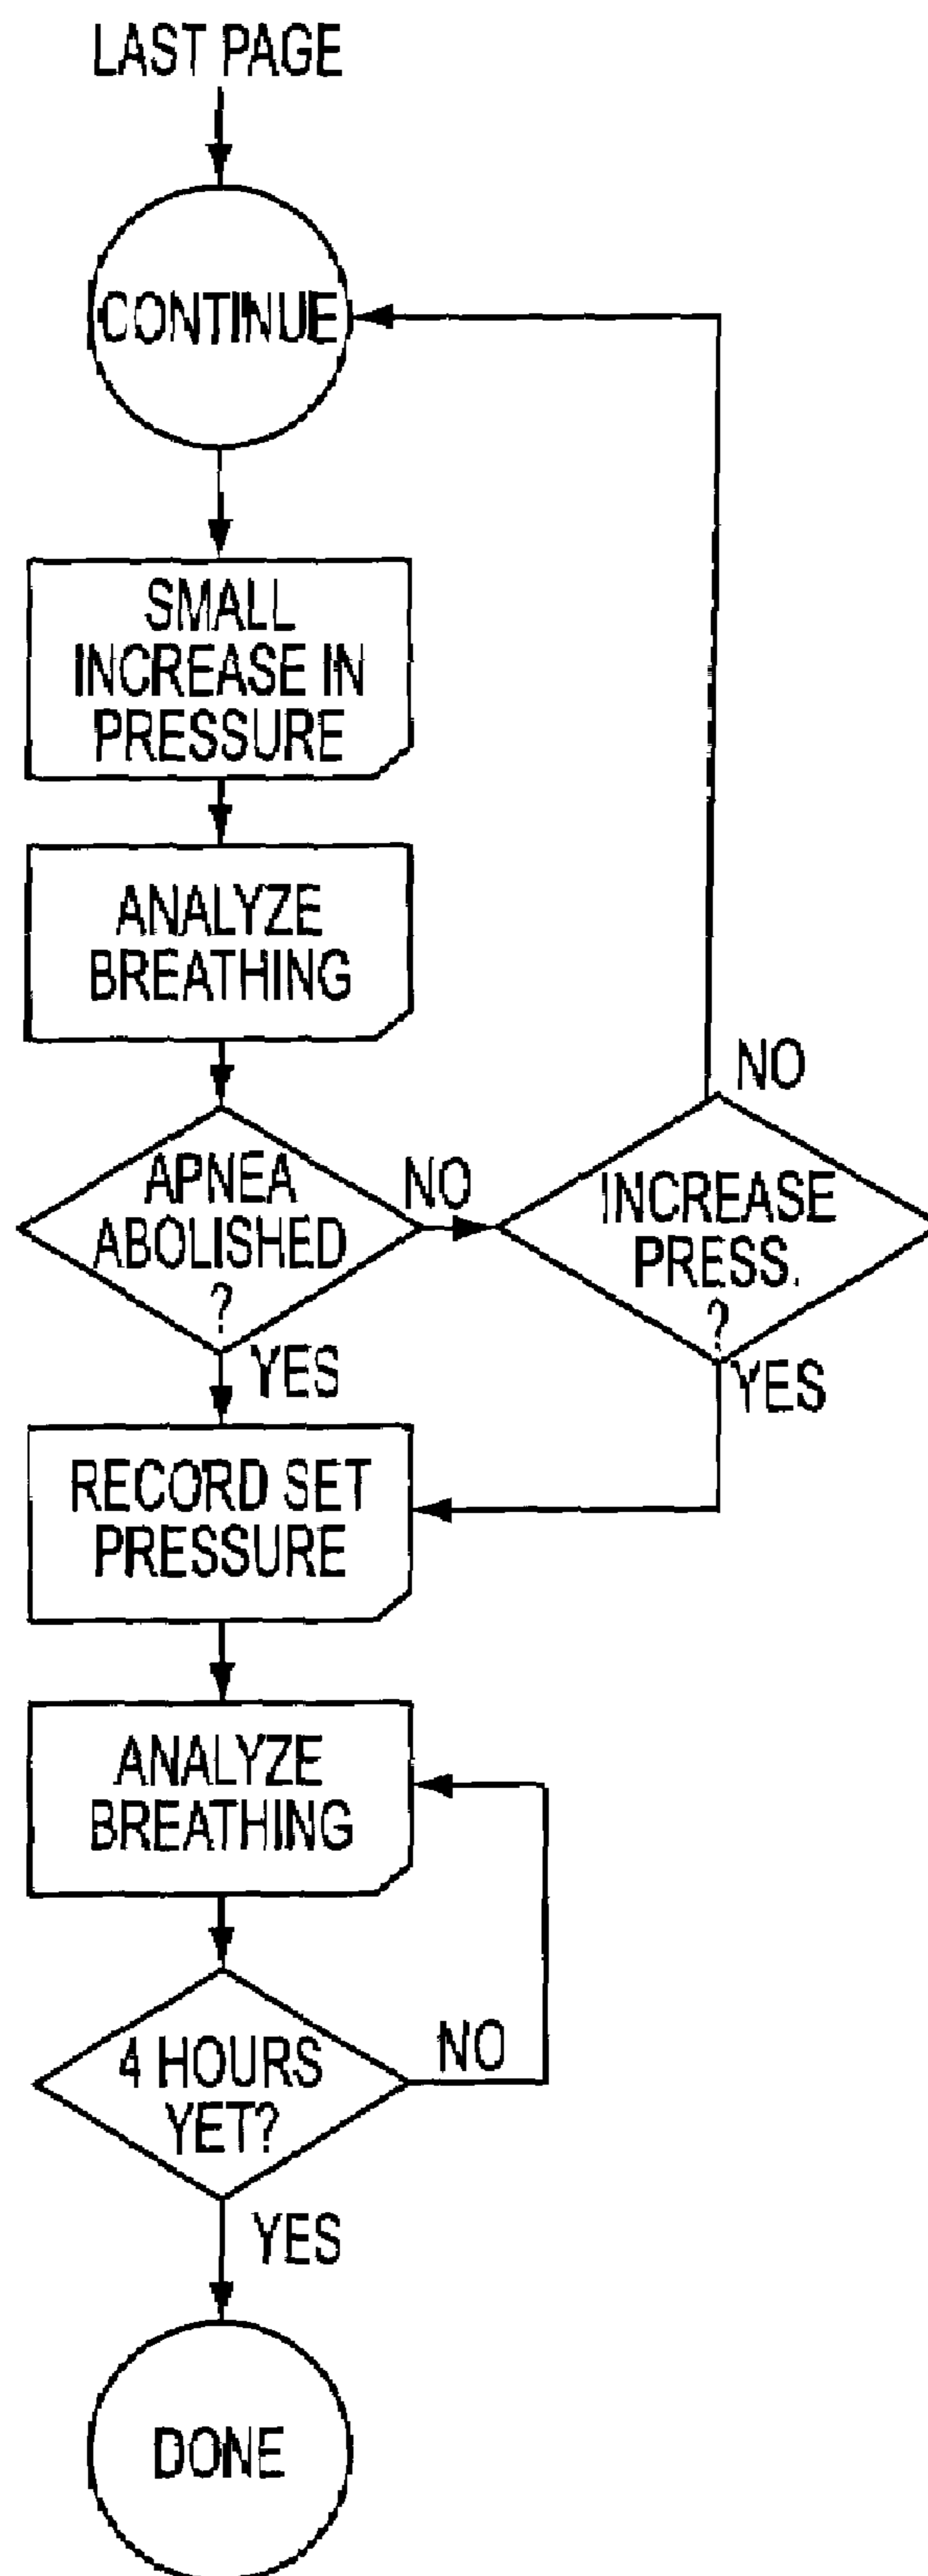 LAST PAGE
CONTINUE
SMALL
INCREASE IN
PRESSURE
ANALYZE
BREATHING
APNEA
ABOLISHED
?
NO
INCREASE
PRESS.
?
NO
YES
YES
RECORD SET
PRESSURE
ANALYZE
BREATHING
4 HOURS
YET?
NO
YES
DONE